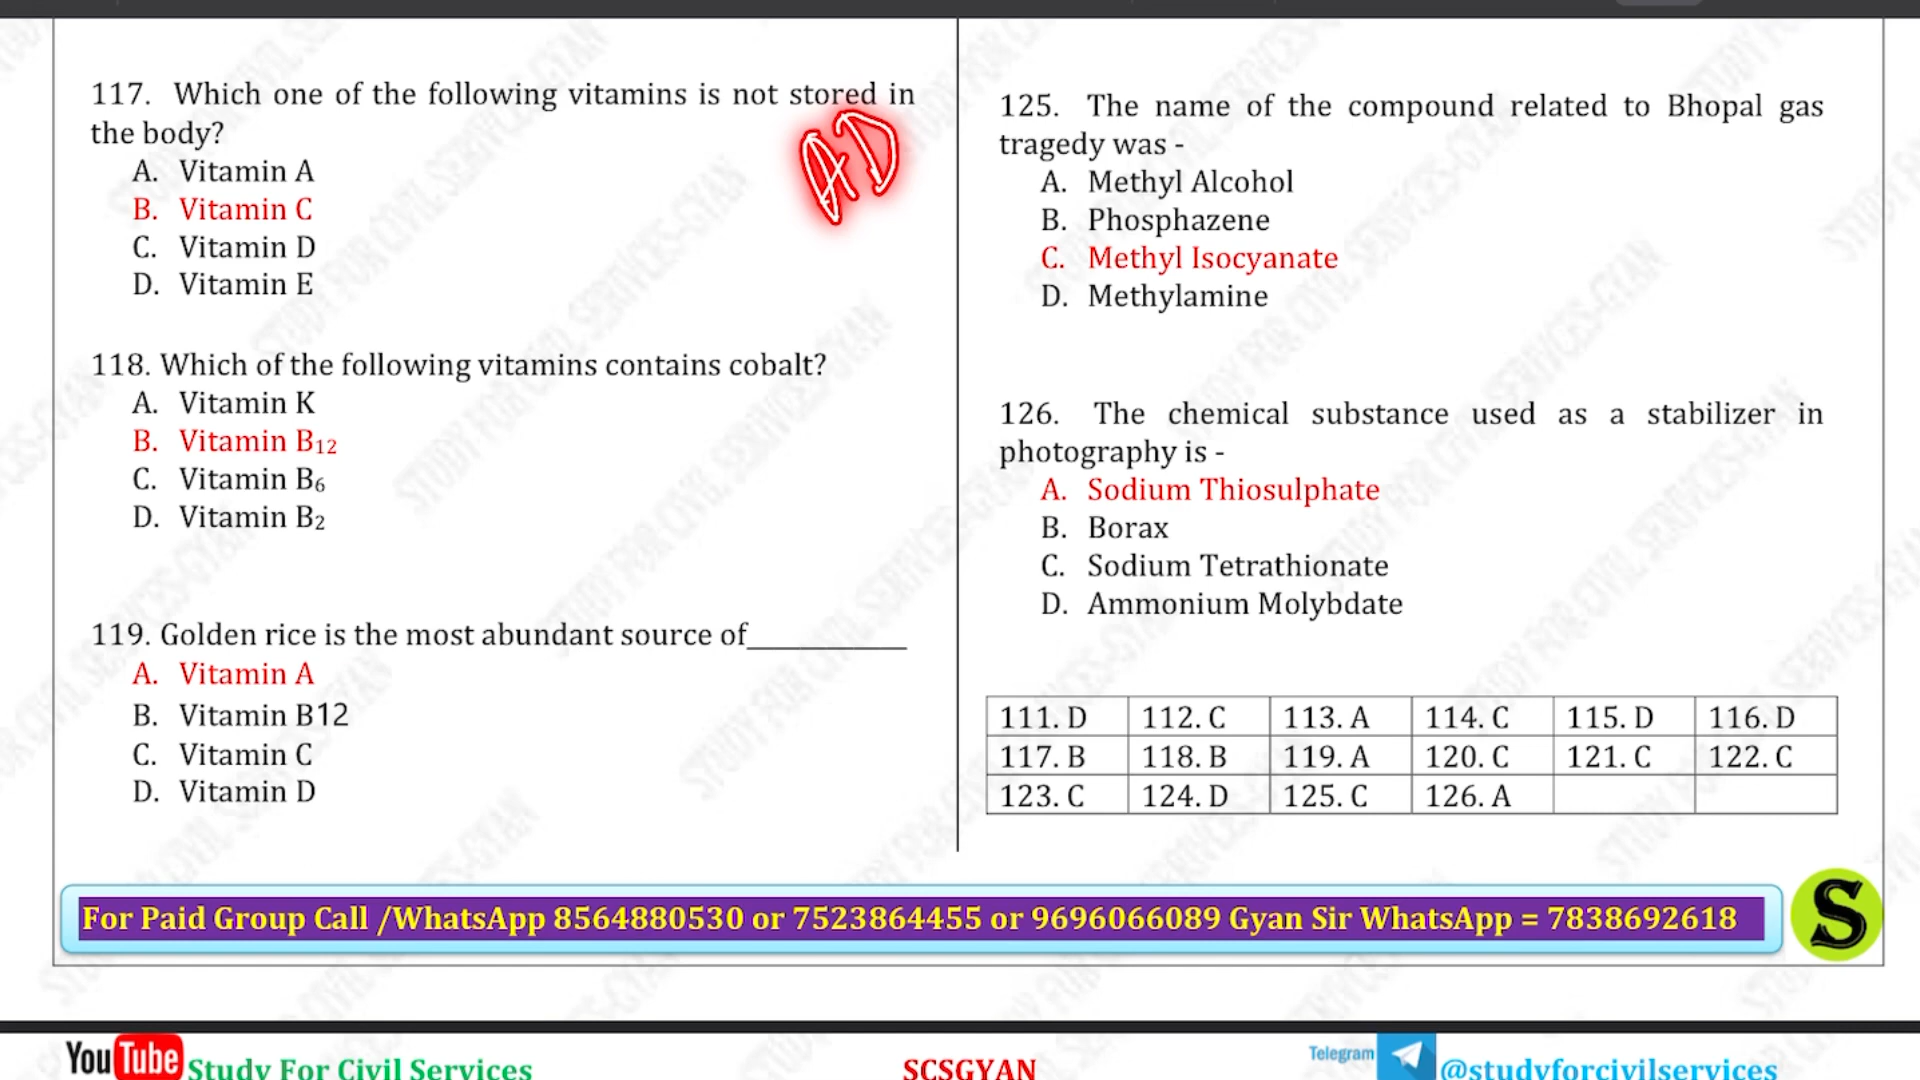 117. Which one of the following vitamins is not stored in
the body?
A. Vitamin A
B. Vitamin C
C. Vitamin D
D. Vitamin E
AD
118. Which of the following vitamins contains cobalt?
A. Vitamin K
B. Vitamin B₁₂
C. Vitamin B₆
D. Vitamin B₂
119. Golden rice is the most abundant source of____________
A. Vitamin A
B. Vitamin B12
C. Vitamin C
D. Vitamin D
125. The name of the compound related to Bhopal gas
tragedy was -
A. Methyl Alcohol
B. Phosphazene
C. Methyl Isocyanate
D. Methylamine
126. The chemical substance used as a stabilizer in
photography is -
A. Sodium Thiosulphate
B. Borax
C. Sodium Tetrathionate
D. Ammonium Molybdate
111. D 112. C 113. A 114. C 115. D 116. D
117. B 118. B 119. A 120. C 121. C 122. C
123. C 124. D 125. C 126. A
For Paid Group Call /WhatsApp 8564880530 or 7523864455 or 9696066089 Gyan Sir WhatsApp = 7838692618
S
YouTube Study For Civil Services
SCSGYAN
Telegram @studyforcivilservices
STUDY FOR CIVIL SERIVCES-GYAN